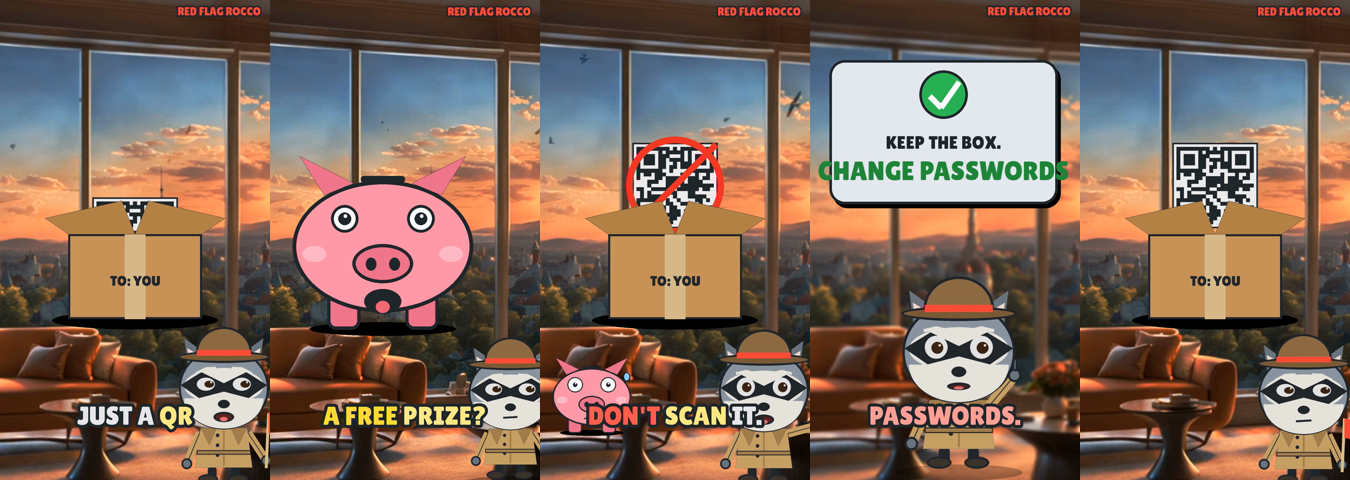 RED FLAG ROCCO
TO: YOU
JUST A QR
RED FLAG ROCCO
A FREE PRIZE?
RED FLAG ROCCO
TO: YOU
DON'T SCAN IT.
RED FLAG ROCCO
KEEP THE BOX.
CHANGE PASSWORDS
PASSWORDS.
RED FLAG ROCCO
TO: YOU